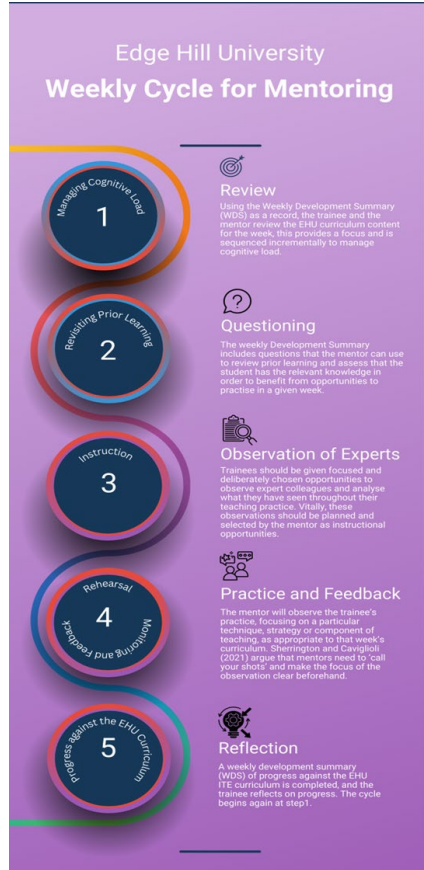 Edge Hill University
Weekly Cycle for Mentoring
Managing Cognitive Load
1
Review
Using the Weekly Development Summary
(WDS) as a record, the trainee and the
mentor review the EHU curriculum content
for the week, this provides a focus and is
sequenced incrementally to manage
cognitive load.
Revisiting Prior Learning
2
Questioning
The weekly Development Summary
includes questions that the mentor can use
to review prior learning and assess that the
student has the relevant knowledge in
order to benefit from opportunities to
practise in a given week.
Instruction
3
Observation of Experts
Trainees should be given focused and
deliberately chosen opportunities to
observe expert colleagues and analyse
what they have seen throughout their
teaching practice. Vitally, these
observations should be planned and
selected by the mentor as instructional
opportunities.
Rehearsal
4
Monitoring and Feedback
Practice and Feedback
The mentor will observe the trainee's
practice, focusing on a particular
technique, strategy or component of
teaching, as appropriate to that week's
curriculum. Sherrington and Caviglioli
(2021) argue that mentors need to 'call
your shots' and make the focus of the
observation clear beforehand.
Progress against the EHU Curriculum
5
Reflection
A weekly development summary
(WDS) of progress against the EHU
ITE curriculum is completed, and the
trainee reflects on progress. The cycle
begins again at step1.